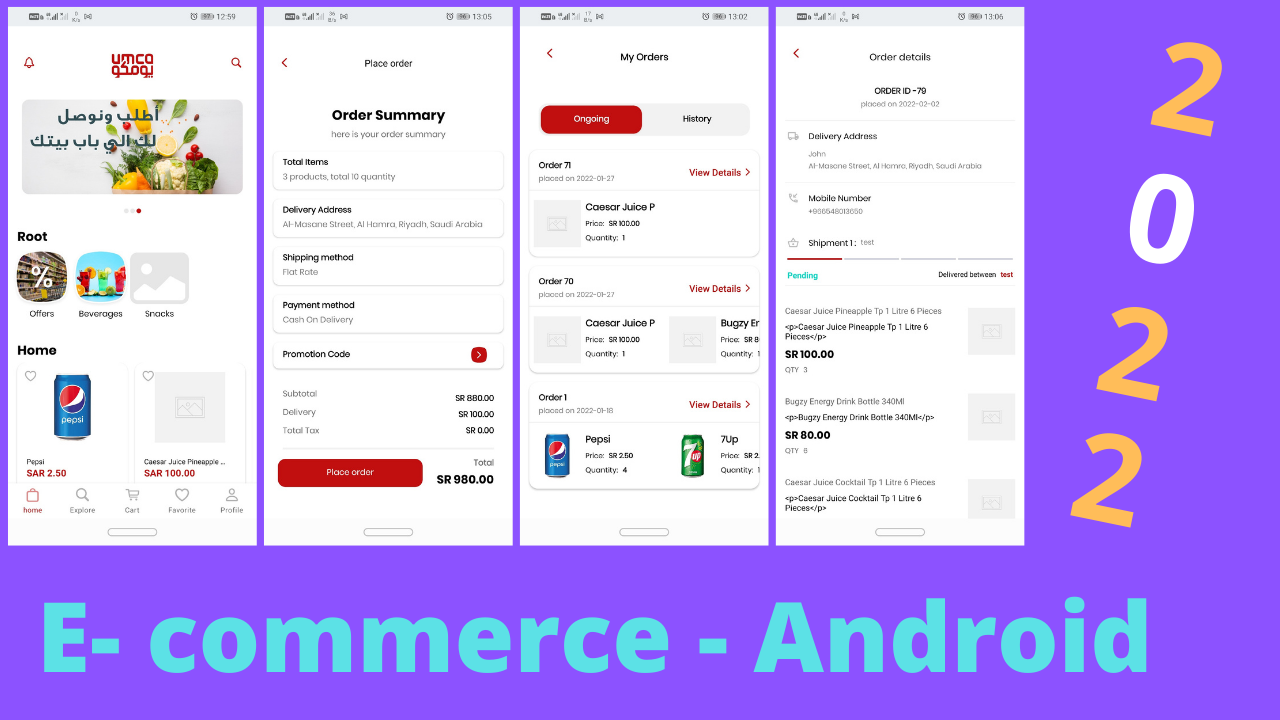 12:59
umco
يومكو
أطلب ونوصل
لك الي باب بيتك
Root
%
Offers
Beverages
Snacks
Home
pepsi
Pepsi
SAR 2.50
Caesar Juice Pineapple ...
SAR 100.00
home
Explore
Cart
Favorite
Profile
13:05
Place order
Order Summary
here is your order summary
Total Items
3 products, total 10 quantity
Delivery Address
Al-Masane Street, Al Hamra, Riyadh, Saudi Arabia
Shipping method
Flat Rate
Payment method
Cash On Delivery
Promotion Code
Subtotal SR 880.00
Delivery SR 100.00
Total Tax SR 0.00
Place order
Total
SR 980.00
13:02
My Orders
Ongoing History
Order 71
placed on 2022-01-27
View Details
Caesar Juice P
Price: SR 100.00
Quantity: 1
Order 70
placed on 2022-01-27
View Details
Caesar Juice P
Price: SR 100.00
Quantity: 1
Bugzy Er
Price: SR 8
Quantity: 1
Order 1
placed on 2022-01-18
View Details
pepsi
Pepsi
Price: SR 2.50
Quantity: 4
7up
7Up
Price: SR 2.
Quantity: 1
13:06
Order details
ORDER ID -79
placed on 2022-02-02
Delivery Address
John
Al-Masane Street, Al Hamra, Riyadh, Saudi Arabia
Mobile Number
+966548013650
Shipment 1 : test
Pending
Delivered between test
Caesar Juice Pineapple Tp 1 Litre 6 Pieces
<p>Caesar Juice Pineapple Tp 1 Litre 6
Pieces</p>
SR 100.00
QTY 3
Bugzy Energy Drink Bottle 340Ml
<p>Bugzy Energy Drink Bottle 340Ml</p>
SR 80.00
QTY 6
Caesar Juice Cocktail Tp 1 Litre 6 Pieces
<p>Caesar Juice Cocktail Tp 1 Litre 6
Pieces</p>
2
0
2
2
E- commerce - Android